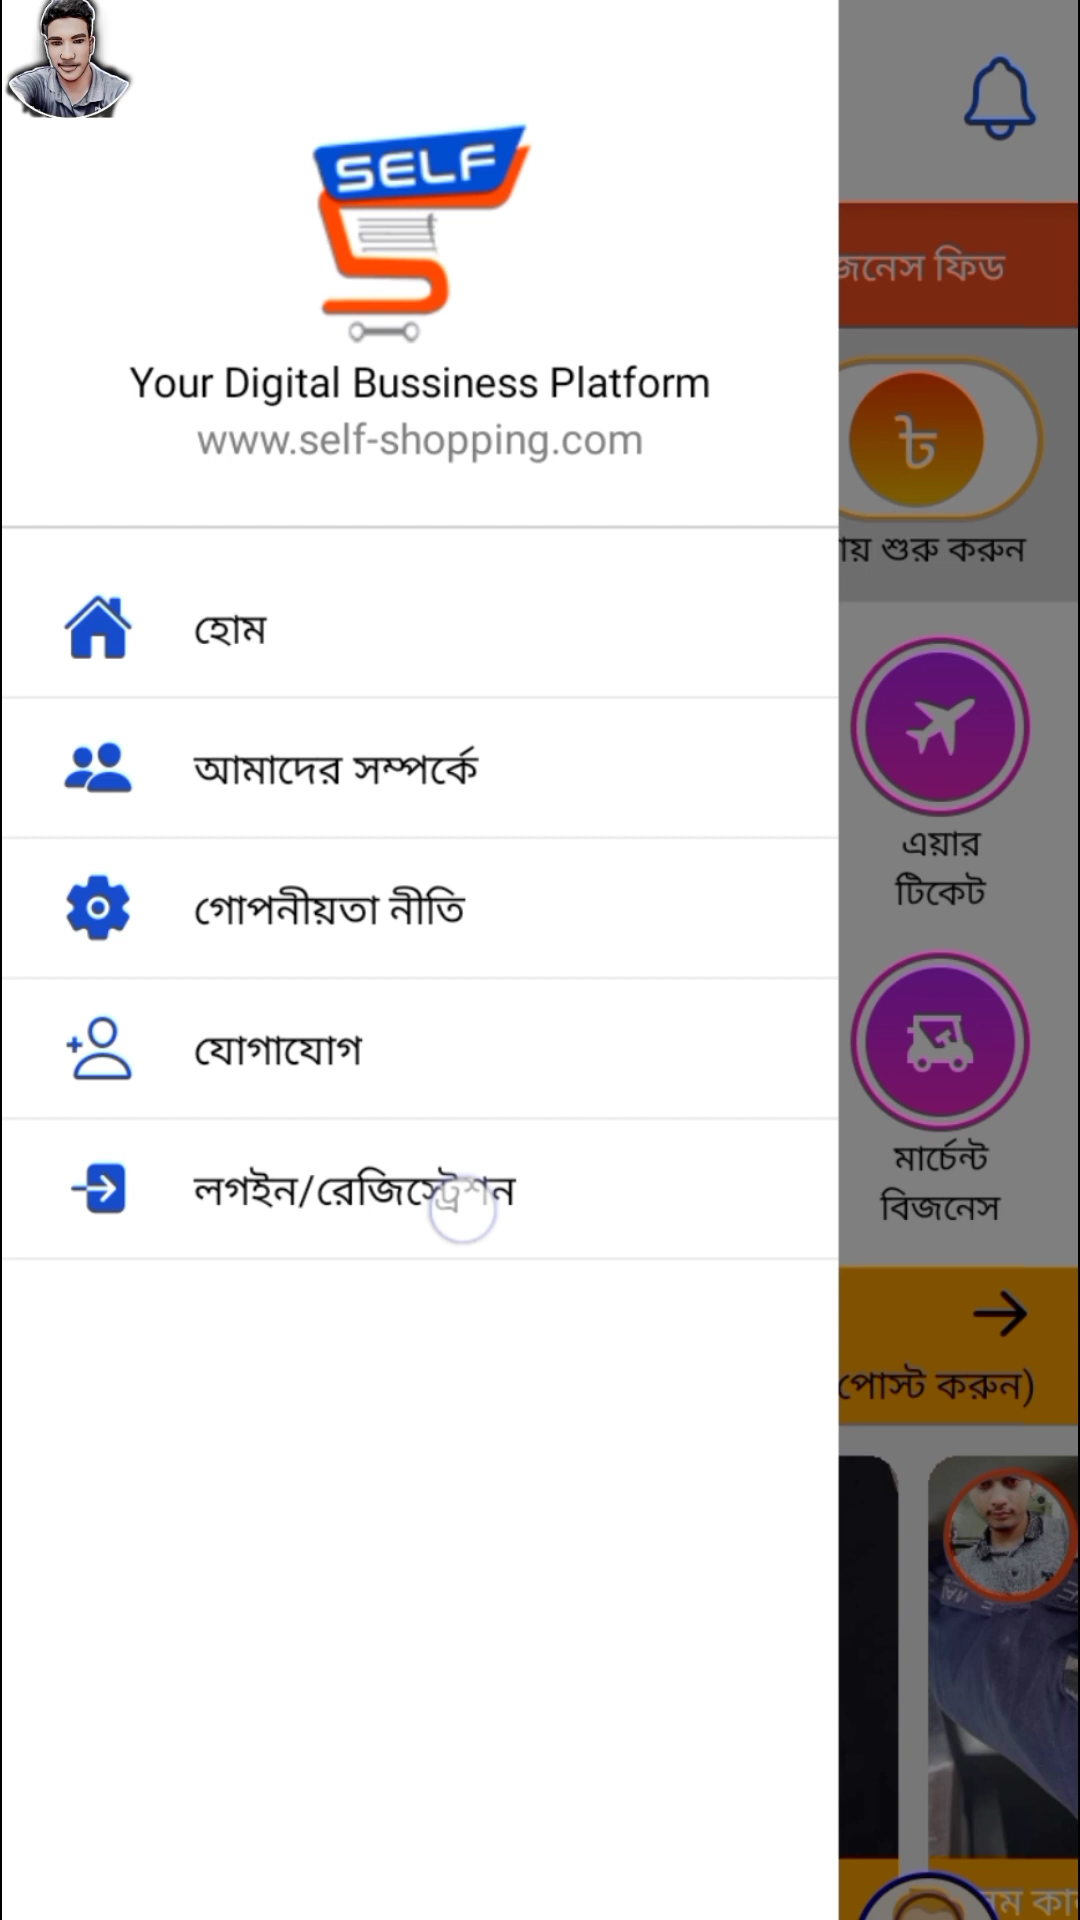 SELF
Your Digital Bussiness Platform
www.self-shopping.com
হোম
আমাদের সম্পর্কে
গোপনীয়তা নীতি
যোগাযোগ
লগইন/রেজিস্ট্রেশন
জনেস ফিড
৳
ায় শুরু করুন
এয়ার
টিকেট
মার্চেন্ট
বিজনেস
পোস্ট করুন)